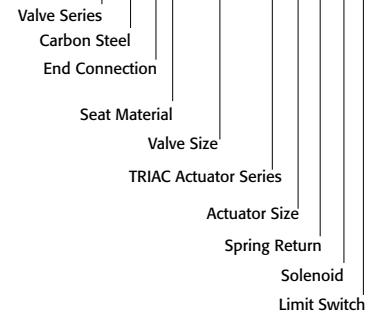 Valve Series
Carbon Steel
End Connection
Seat Material
Valve Size
TRIAC Actuator Series
Actuator Size
Spring Return
Solenoid
Limit Switch